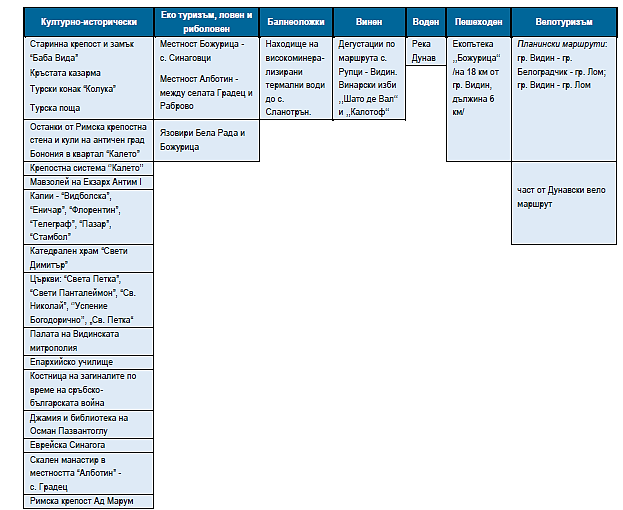 Културно-исторически
Еко туризъм, ловен и
риболовен
Балнеоложки
Винен
Воден
Пешеходен
Велотуризъм
Старинна крепост и замък
“Баба Вида”
Кръстата казарма
Турски конак “Колука”
Турска поща
Местност Божурица -
с. Синаговци
Местност Алботин -
между селата Градец и
Раброво
Находище на
високоминера-
лизирани
термални води
до с.
Сланотрън.
Дегустации по
маршрута с.
Рупци - Видин.
Винарски изби
,,Шато де Вал“
и ,,Калотоф“
Река
Дунав
Екопътека
,,Божурица“
/на 18 км от
гр. Видин,
дължина 6
км/
Планински маршрути:
гр. Видин - гр.
Белоградчик - гр. Лом;
гр. Видин - гр. Лом
Останки от Римска крепостна
стена и кули на античен град
Бонония в квартал “Калето”
Язовири Бела Рада и
Божурица
Крепостна система “Калето”
Мавзолей на Екзарх Антим I
Капии - “Видболска”,
“Еничар”, “Флорентин”,
“Телеграф”, “Пазар”,
“Стамбол”
част от Дунавски вело
маршрут
Катедрален храм “Свети
Димитър”
Църкви: “Света Петка”,
“Свети Панталеймон”, “Св.
Николай”, “Успение
Богородично”, „Св. Петка“
Палата на Видинската
митрополия
Епархийско училище
Костница на загиналите по
време на сръбско-
българската война
Джамия и библиотека на
Осман Пазвантоглу
Еврейска Синагога
Скален манастир в
местността “Алботин” -
с. Градец
Римска крепост Ад Марум